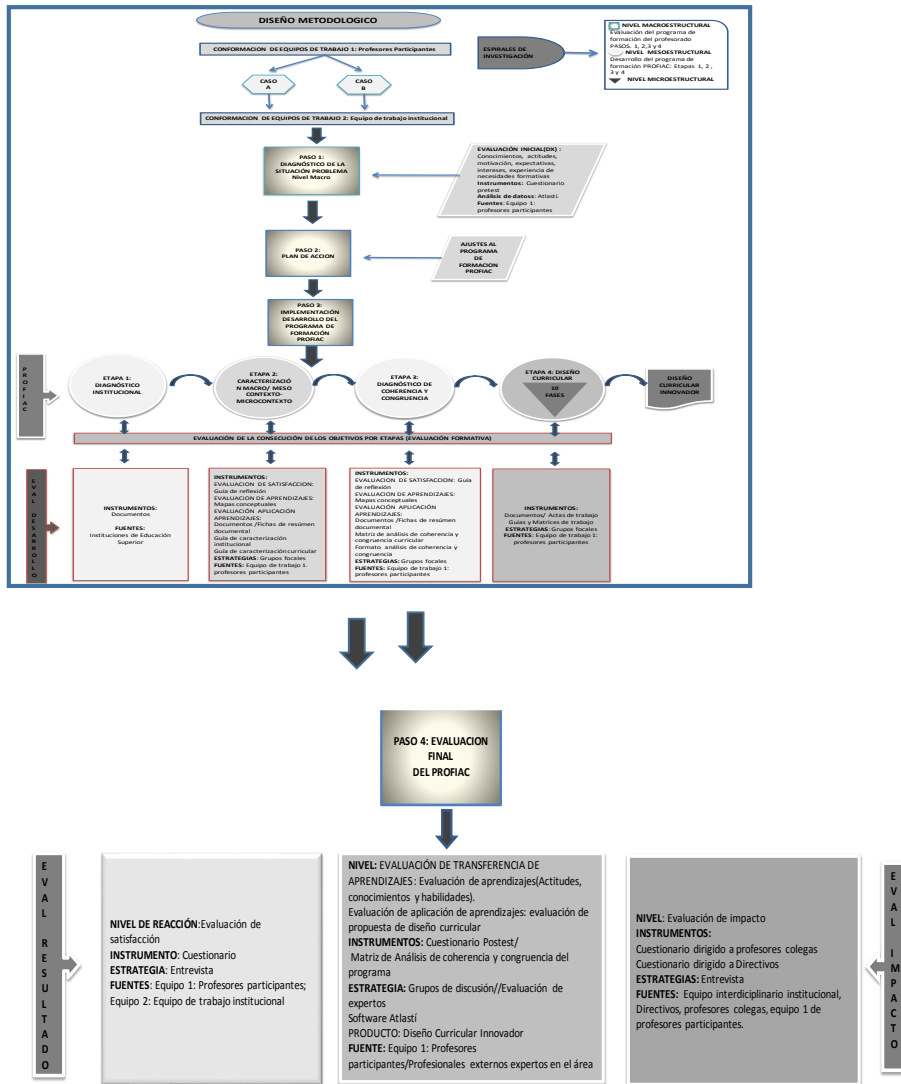 DISEÑO METODOLOGICO
CONFORMACION DE EQUIPOS DE TRABAJO 1: Profesores Participantes
ESPIRALES DE
INVESTIGACIÓN
NIVEL MACROESTRUCTURAL
Evaluación del programa de
formación del profesorado
PASOS. 1, 2,3 y 4
NIVEL MESOESTRUCTURAL
Desarrollo del programa de
formación PROFIAC: Etapas 1, 2 ,
3 y 4
NIVEL MICROESTRUCTURAL
CASO
A
CASO
B
CONFORMACION DE EQUIPOS DE TRABAJO 2: Equipo de trabajo institucional
PASO 1:
DIAGNÓSTICO DE LA
SITUACIÓN PROBLEMA
Nivel Macro
EVALUACIÓN INICIAL(DX) :
Conocimientos, actitudes,
motivación, expectativas,
intereses, experiencia de
necesidades formativas
Instrumentos: Cuestionario
pretest
Análisis de datoss: Atlastí.
Fuentes: Equipo 1:
profesores participantes
PASO 2:
PLAN DE ACCION
AJUSTES AL
PROGRAMA
DE
FORMACION
PROFIAC
PASO 3:
IMPLEMENTACIÓN
DESARROLLO DEL
PROGRAMA DE
FORMACIÓN
PROFIAC
P
R
O
F
I
A
C
ETAPA 1:
DIAGNÓSTICO
INSTITUCIONAL
ETAPA 2:
CARACTERIZACIÓ
N MACRO/ MESO
CONTEXTO-
MICROCONTEXTO
ETAPA 3:
DIAGNÓSTICO DE
COHERENCIA Y
CONGRUENCIA
ETAPA 4: DISEÑO
CURRICULAR
10
FASES
DISEÑO
CURRICULAR
INNOVADOR
EVALUACIÓN DE LA CONSECUCIÓN DE LOS OBJETIVOS POR ETAPAS (EVALUACIÓN FORMATIVA)
E
V
A
L
D
E
S
A
R
R
O
L
L
O
INSTRUMENTOS:
Documentos
FUENTES:
Instituciones de Educación
Superior
INSTRUMENTOS:
EVALUACION DE SATISFACCION:
Guía de reflexión
EVALUACION DE APRENDIZAJES:
Mapas conceptuales
EVALUACIÓN APLICACIÓN
APRENDIZAJES:
Documentos /Fichas de resúmen
documental
Guía de caracterización
institucional
Guía de caracterización curricular
ESTRATEGIAS: Grupos focales
FUENTES: Equipo de trabajo 1.
profesores participantes
INSTRUMENTOS:
EVALUACION DE SATISFACCION: Guía
de reflexión
EVALUACION DE APRENDIZAJES:
Mapas conceptuales
EVALUACIÓN APLICACIÓN
APRENDIZAJES:
Documentos /Fichas de resúmen
documental
Matriz de análisis de coherencia y
congruencia curricular
Formato análisis de coherencia y
congruencia
ESTRATEGIAS: Grupos focales
FUENTES: Equipo de trabajo 1:
profesores participantes
INSTRUMENTOS:
Documentos/ Actas de trabajo
Guías y Matrices de trabajo
ESTRATEGIAS: Grupos focales
FUENTES: Equipo de trabajo 1:
profesores participantes
PASO 4: EVALUACION
FINAL
DEL PROFIAC
E
V
A
L
R
E
S
U
L
T
A
D
O
NIVEL DE REACCIÓN:Evaluación de
satisfacción
INSTRUMENTO: Cuestionario
ESTRATEGIA: Entrevista
FUENTES: Equipo 1: Profesores participantes;
Equipo 2: Equipo de trabajo institucional
NIVEL: EVALUACIÓN DE TRANSFERENCIA DE
APRENDIZAJES: Evaluación de aprendizajes(Actitudes,
conocimientos y habilidades).
Evaluación de aplicación de aprendizajes: evaluación de
propuesta de diseño curricular
INSTRUMENTOS: Cuestionario Postest/
Matriz de Análisis de coherencia y congruencia del
programa
ESTRATEGIA: Grupos de discusión//Evaluación de
expertos
Software Atlastí
PRODUCTO: Diseño Curricular Innovador
FUENTE: Equipo 1: Profesores
participantes/Profesionales externos expertos en el área
NIVEL: Evaluación de impacto
INSTRUMENTOS:
Cuestionario dirigido a profesores colegas
Cuestionario dirigido a Directivos
ESTRATEGIAS: Entrevista
FUENTES: Equipo interdiciplinario institucional,
Directivos, profesores colegas, equipo 1 de
profesores participantes.
E
V
A
L
I
M
P
A
C
T
O